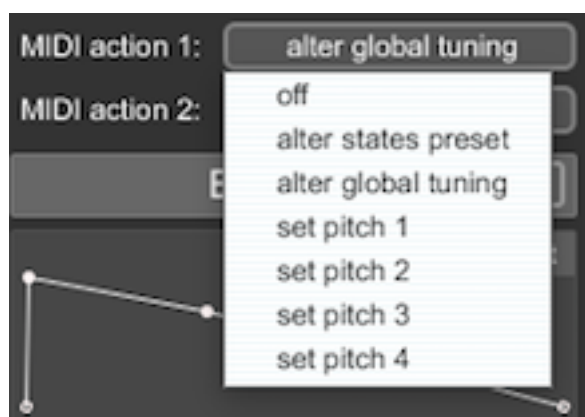 MIDI action 1: alter global tuning
MIDI action 2:
off
alter states preset
alter global tuning
set pitch 1
set pitch 2
set pitch 3
set pitch 4